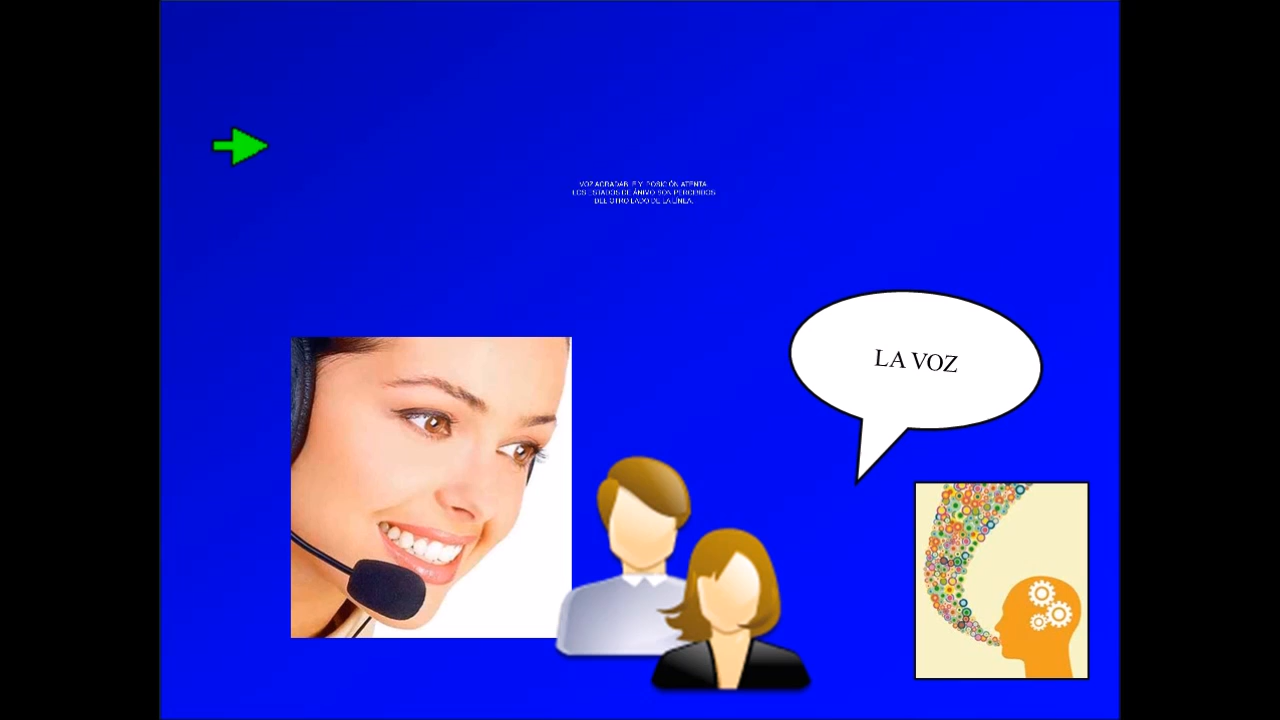 VOZ AGRADABLE Y POSICIÓN ATENTA.
LOS ESTADOS DE ÁNIMO SON PERCIBIDOS
DEL OTRO LADO DE LA LÍNEA.
LA VOZ